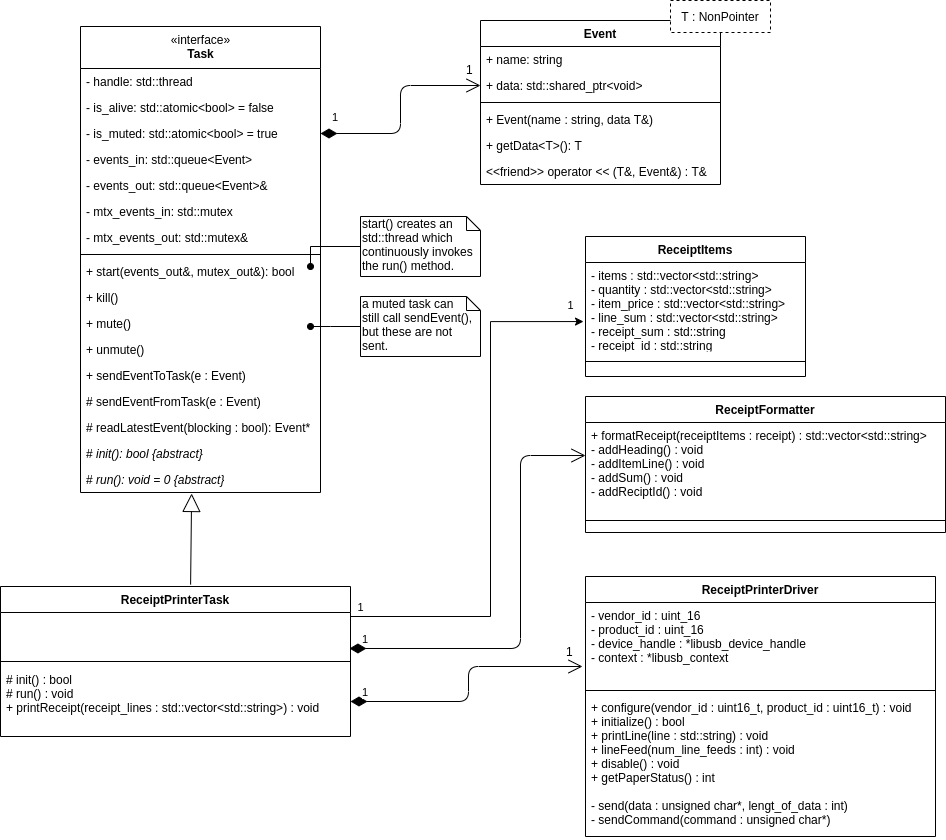 «interface»
Task
- handle: std::thread
- is_alive: std::atomic<bool> = false
- is_muted: std::atomic<bool> = true
- events_in: std::queue<Event>
- events_out: std::queue<Event>&
- mtx_events_in: std::mutex
- mtx_events_out: std::mutex&
+ start(events_out&, mutex_out&): bool
+ kill()
+ mute()
+ unmute()
+ sendEventToTask(e : Event)
# sendEventFromTask(e : Event)
# readLatestEvent(blocking : bool): Event*
# init(): bool {abstract}
# run(): void = 0 {abstract}
1
1
T : NonPointer
Event
+ name: string
+ data: std::shared_ptr<void>
+ Event(name : string, data T&)
+ getData<T>(): T
<<friend>> operator << (T&, Event&) : T&
start() creates an
std::thread which
continuously invokes
the run() method.
a muted task can
still call sendEvent(),
but these are not
sent.
1
ReceiptItems
- items : std::vector<std::string>
- quantity : std::vector<std::string>
- item_price : std::vector<std::string>
- line_sum : std::vector<std::string>
- receipt_sum : std::string
- receipt_id : std::string
ReceiptFormatter
+ formatReceipt(receiptItems : receipt) : std::vector<std::string>
- addHeading() : void
- addItemLine() : void
- addSum() : void
- addReciptId() : void
ReceiptPrinterTask
# init() : bool
# run() : void
+ printReceipt(receipt_lines : std::vector<std::string>) : void
1
1
1
1
ReceiptPrinterDriver
- vendor_id : uint_16
- product_id : uint_16
- device_handle : *libusb_device_handle
- context : *libusb_context
+ configure(vendor_id : uint16_t, product_id : uint16_t) : void
+ initialize() : bool
+ printLine(line : std::string) : void
+ lineFeed(num_line_feeds : int) : void
+ disable() : void
+ getPaperStatus() : int
- send(data : unsigned char*, lengt_of_data : int)
- sendCommand(command : unsigned char*)